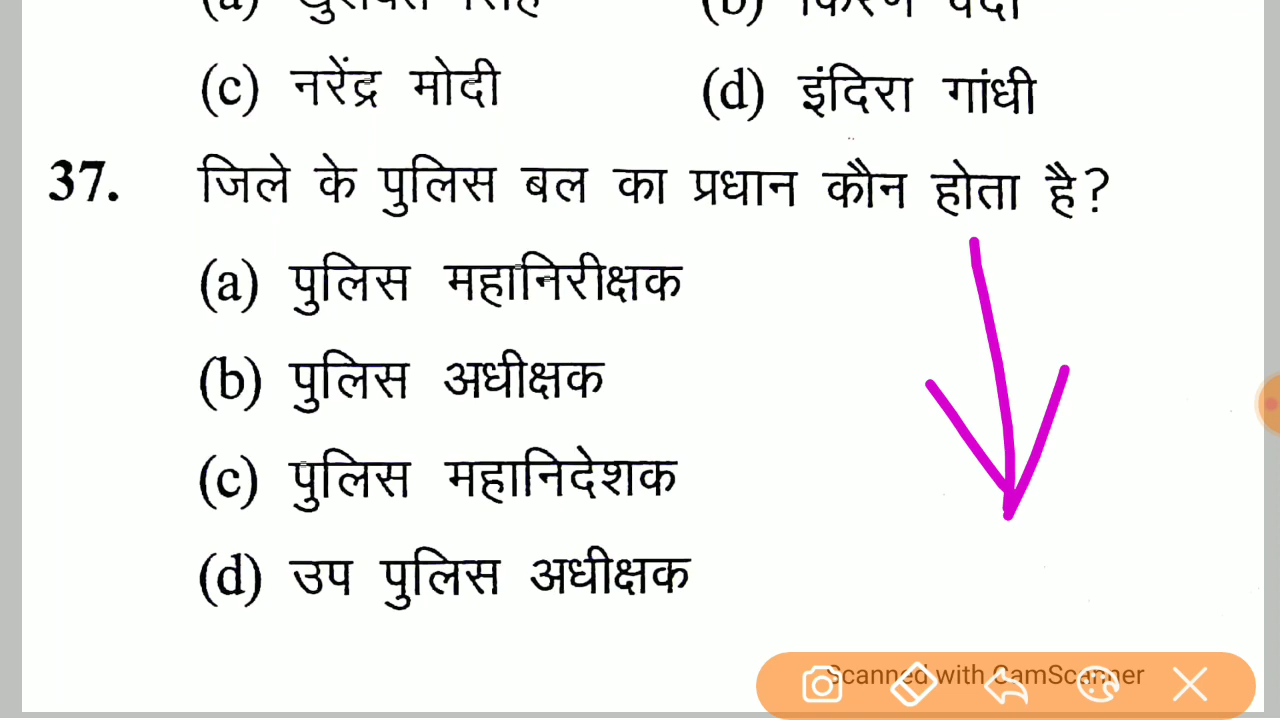 (c) नरेंद्र मोदी (d) इंदिरा गांधी
37. जिले के पुलिस बल का प्रधान कौन होता है?
(a) पुलिस महानिरीक्षक
(b) पुलिस अधीक्षक
(c) पुलिस महानिदेशक
(d) उप पुलिस अधीक्षक
Scanned with CamScanner